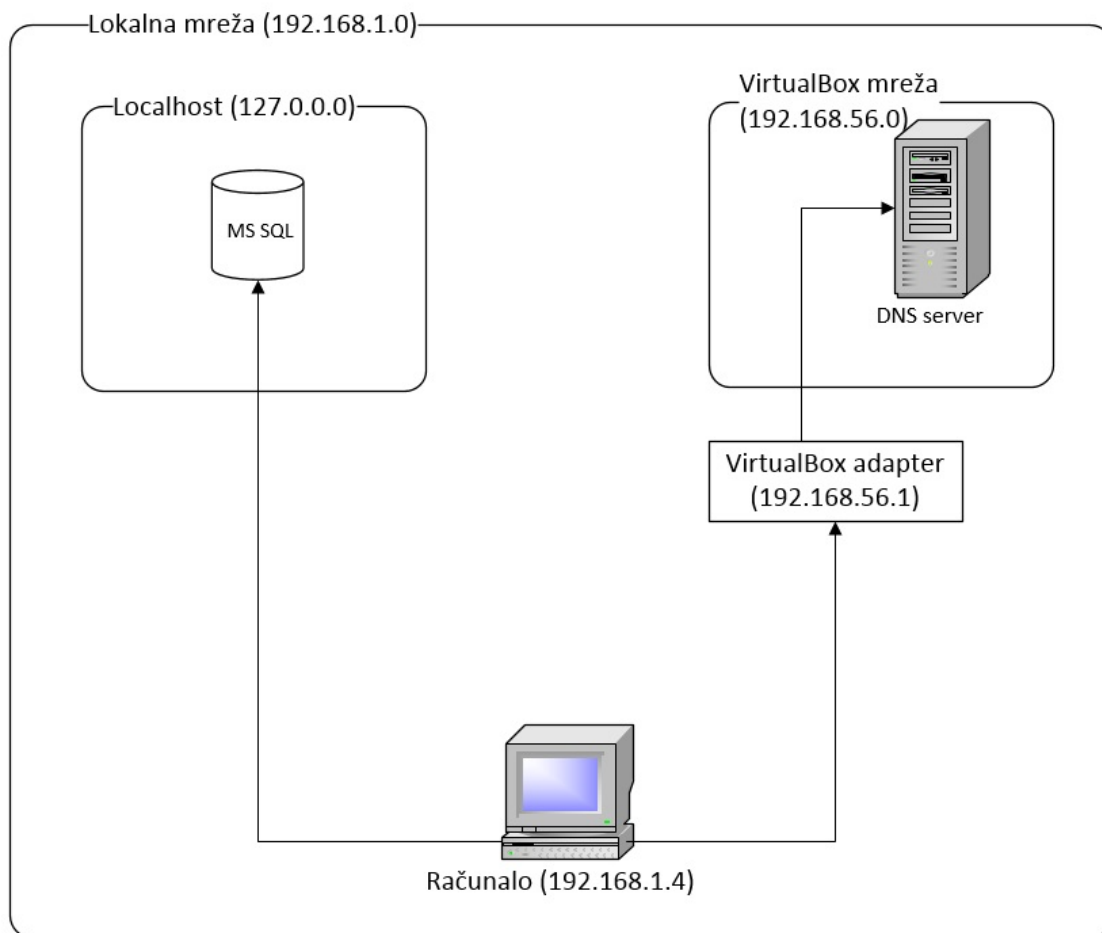 Lokalna mreža (192.168.1.0)
Localhost (127.0.0.0)
MS SQL
VirtualBox mreža
(192.168.56.0)
DNS server
VirtualBox adapter
(192.168.56.1)
Računalo (192.168.1.4)